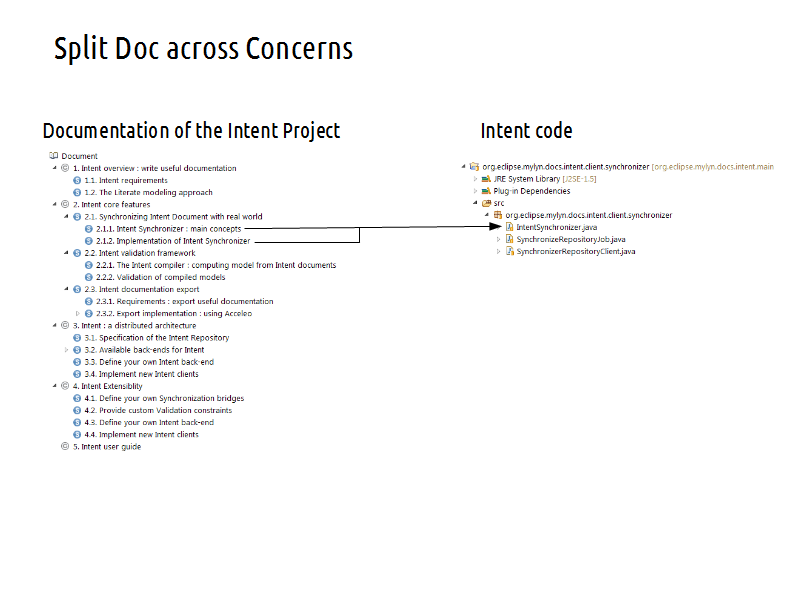 Split Doc across Concerns
Documentation of the Intent Project
Document
1. Intent overview : write useful documentation
1.1. Intent requirements
1.2. The Literate modeling approach
2. Intent core features
2.1. Synchronizing Intent Document with real world
2.1.1. Intent Synchronizer : main concepts
2.1.2. Implementation of Intent Synchronizer
2.2. Intent validation framework
2.2.1. The Intent compiler : computing model from Intent documents
2.2.2. Validation of compiled models
2.3. Intent documentation export
2.3.1. Requirements : export useful documentation
2.3.2. Export implementation : using Acceleo
3. Intent : a distributed architecture
3.1. Specification of the Intent Repository
3.2. Available back-ends for Intent
3.3. Define your own Intent back-end
3.4. Implement new Intent clients
4. Intent Extensiblity
4.1. Define your own Synchronization bridges
4.2. Provide custom Validation constraints
4.3. Define your own Intent back-end
4.4. Implement new Intent clients
5. Intent user guide
Intent code
org.eclipse.mylyn.docs.intent.client.synchronizer [org.eclipse.mylyn.docs.intent.main
JRE System Library [J2SE-1.5]
Plug-in Dependencies
src
org.eclipse.mylyn.docs.intent.client.synchronizer
IntentSynchronizer.java
SynchronizeRepositoryJob.java
SynchronizerRepositoryClient.java